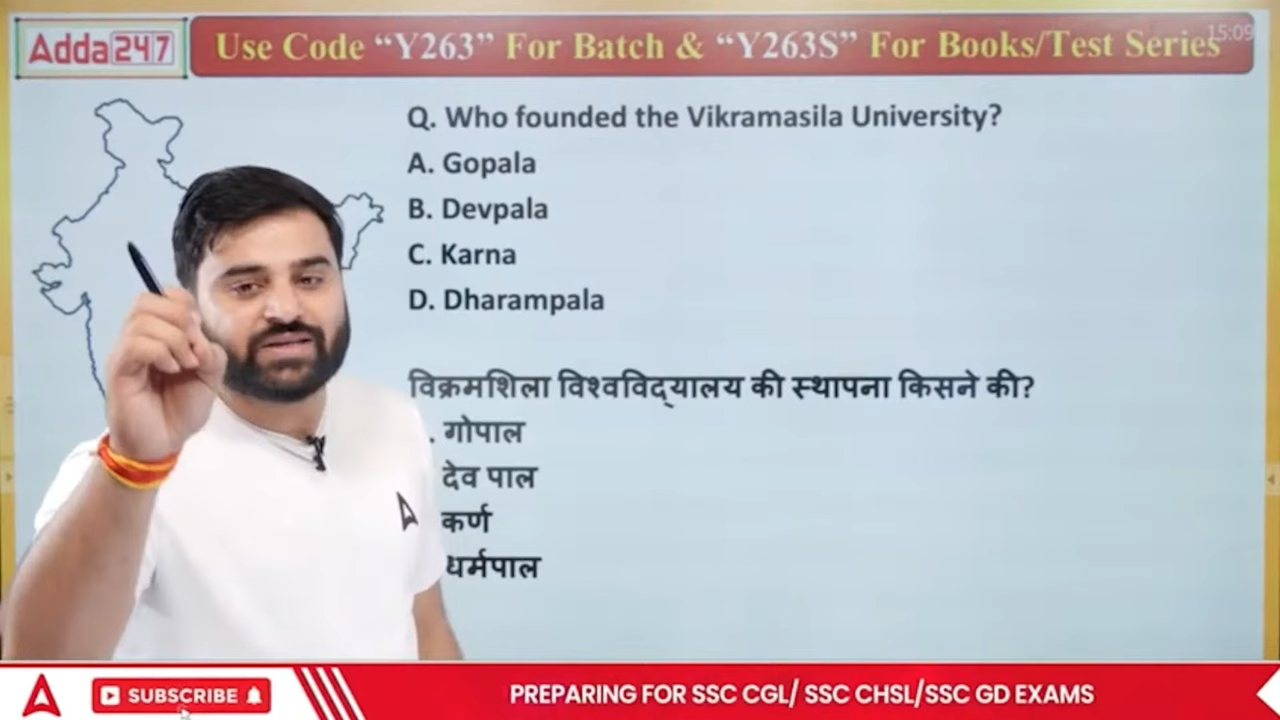 Adda247
Use Code “Y263” For Batch & “Y263S” For Books/Test Series
15:09
Q. Who founded the Vikramasila University?
A. Gopala
B. Devpala
C. Karna
D. Dharampala
विक्रमशिला विश्वविद्यालय की स्थापना किसने की?
. गोपाल
देव पाल
कर्ण
धर्मपाल
SUBSCRIBE
PREPARING FOR SSC CGL/ SSC CHSL/SSC GD EXAMS